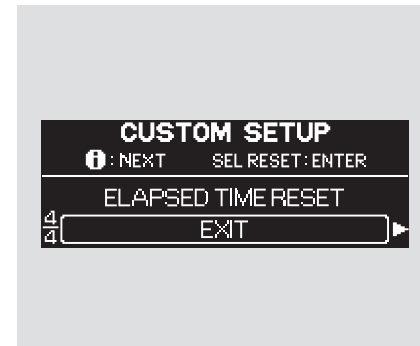 CUSTOM SETUP
i : NEXT SEL RESET : ENTER
ELAPSED TIME RESET
4/4 EXIT